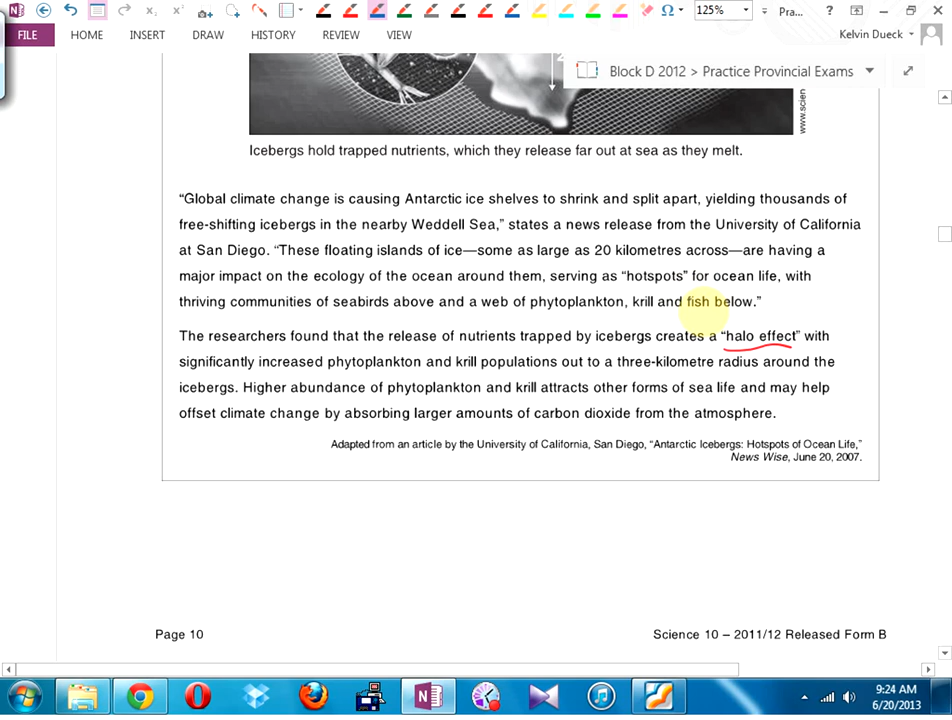 125%
Pra...
?
FILE
HOME
INSERT
DRAW
HISTORY
REVIEW
VIEW
Kelvin Dueck
Block D 2012 > Practice Provincial Exams
Icebergs hold trapped nutrients, which they release far out at sea as they melt.
“Global climate change is causing Antarctic ice shelves to shrink and split apart, yielding thousands of
free-shifting icebergs in the nearby Weddell Sea,” states a news release from the University of California
at San Diego. “These floating islands of ice—some as large as 20 kilometres across—are having a
major impact on the ecology of the ocean around them, serving as “hotspots” for ocean life, with
thriving communities of seabirds above and a web of phytoplankton, krill and fish below.”
The researchers found that the release of nutrients trapped by icebergs creates a “halo effect” with
significantly increased phytoplankton and krill populations out to a three-kilometre radius around the
icebergs. Higher abundance of phytoplankton and krill attracts other forms of sea life and may help
offset climate change by absorbing larger amounts of carbon dioxide from the atmosphere.
Adapted from an article by the University of California, San Diego, “Antarctic Icebergs: Hotspots of Ocean Life,”
News Wise, June 20, 2007.
Page 10
Science 10 – 2011/12 Released Form B
9:24 AM
6/20/2013